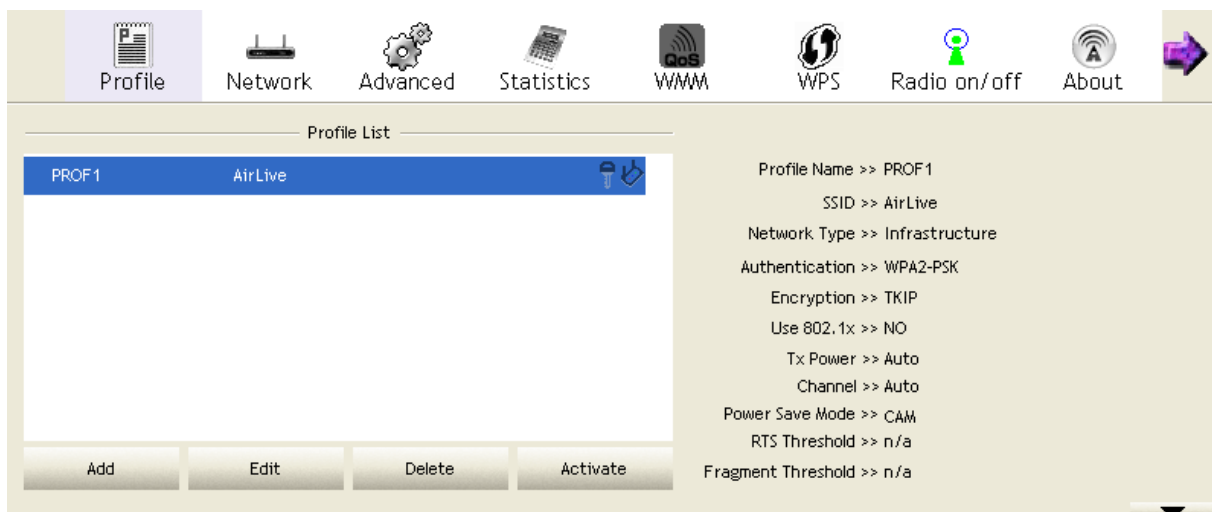 Profile Network Advanced Statistics QoS WMM WPS Radio on/off About
Profile List
PROF1 AirLive
Add Edit Delete Activate
Profile Name >> PROF1
SSID >> AirLive
Network Type >> Infrastructure
Authentication >> WPA2-PSK
Encryption >> TKIP
Use 802.1x >> NO
Tx Power >> Auto
Channel >> Auto
Power Save Mode >> CAM
RTS Threshold >> n/a
Fragment Threshold >> n/a